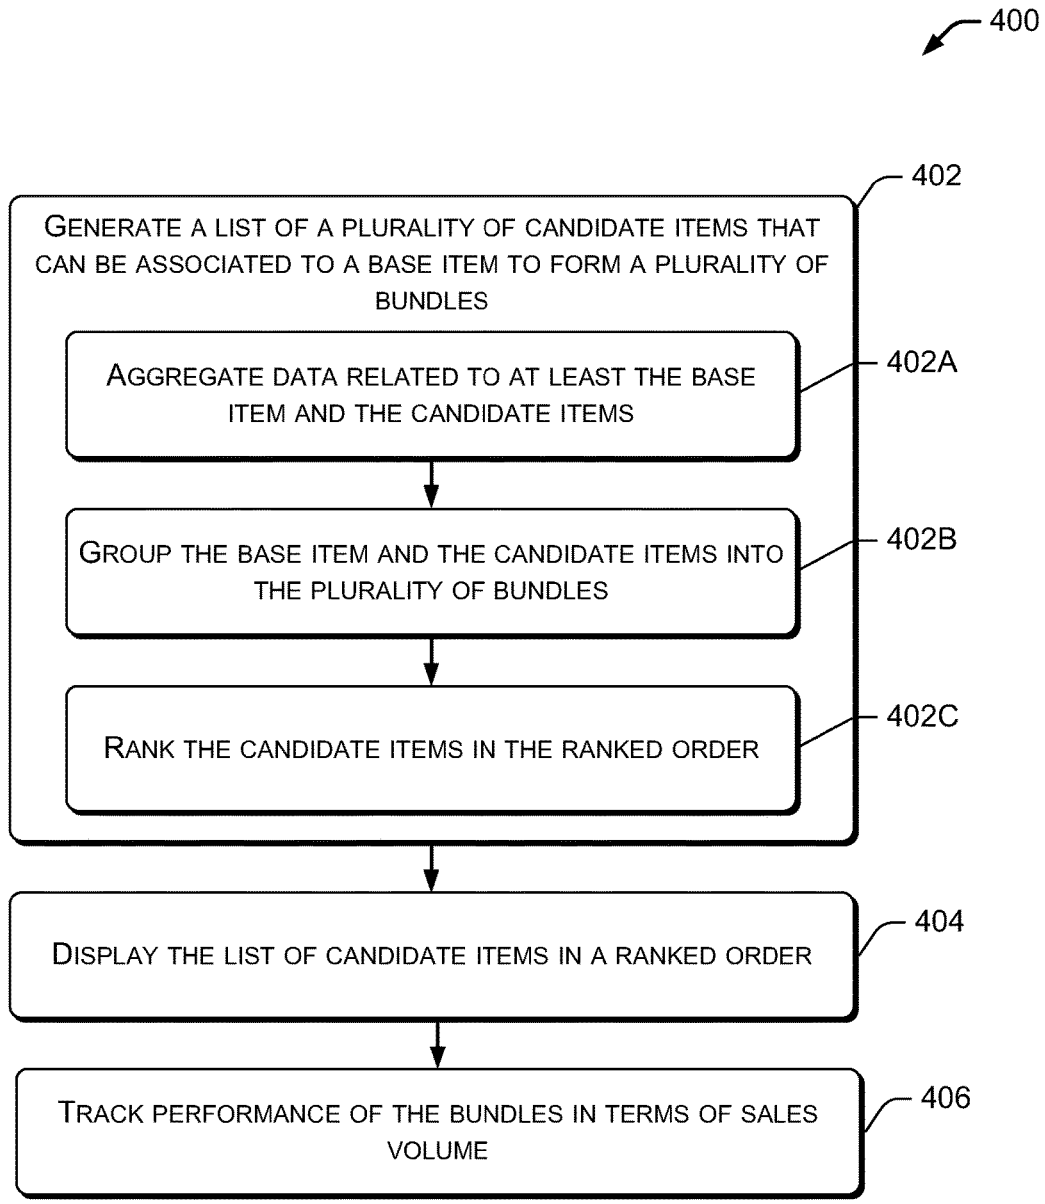 400
402
GENERATE A LIST OF A PLURALITY OF CANDIDATE ITEMS THAT
CAN BE ASSOCIATED TO A BASE ITEM TO FORM A PLURALITY OF
BUNDLES
402A
AGGREGATE DATA RELATED TO AT LEAST THE BASE
ITEM AND THE CANDIDATE ITEMS
402B
GROUP THE BASE ITEM AND THE CANDIDATE ITEMS INTO
THE PLURALITY OF BUNDLES
402C
RANK THE CANDIDATE ITEMS IN THE RANKED ORDER
404
DISPLAY THE LIST OF CANDIDATE ITEMS IN A RANKED ORDER
406
TRACK PERFORMANCE OF THE BUNDLES IN TERMS OF SALES
VOLUME